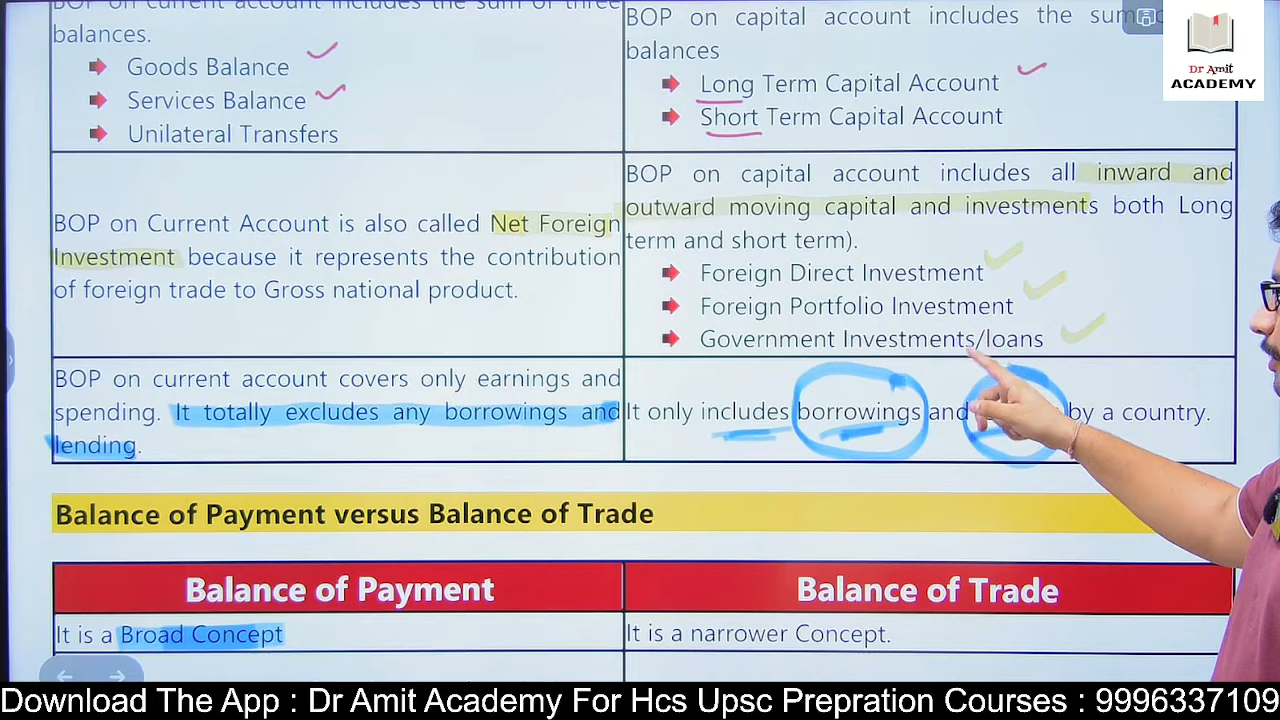 BOP on current account includes the sum of three
balances.
Goods Balance
Services Balance
Unilateral Transfers
BOP on capital account includes the sum
balances
Long Term Capital Account
Short Term Capital Account
BOP on Current Account is also called Net Foreign
Investment because it represents the contribution
of foreign trade to Gross national product.
BOP on capital account includes all inward and
outward moving capital and investments both Long
term and short term).
Foreign Direct Investment
Foreign Portfolio Investment
Government Investments/loans
BOP on current account covers only earnings and
spending. It totally excludes any borrowings and
lending.
It only includes borrowings and by a country.
Balance of Payment versus Balance of Trade
Balance of Payment
Balance of Trade
It is a Broad Concept
It is a narrower Concept.
Dr Amit
ACADEMY
Download The App : Dr Amit Academy For Hcs Upsc Prepration Courses : 9996337109